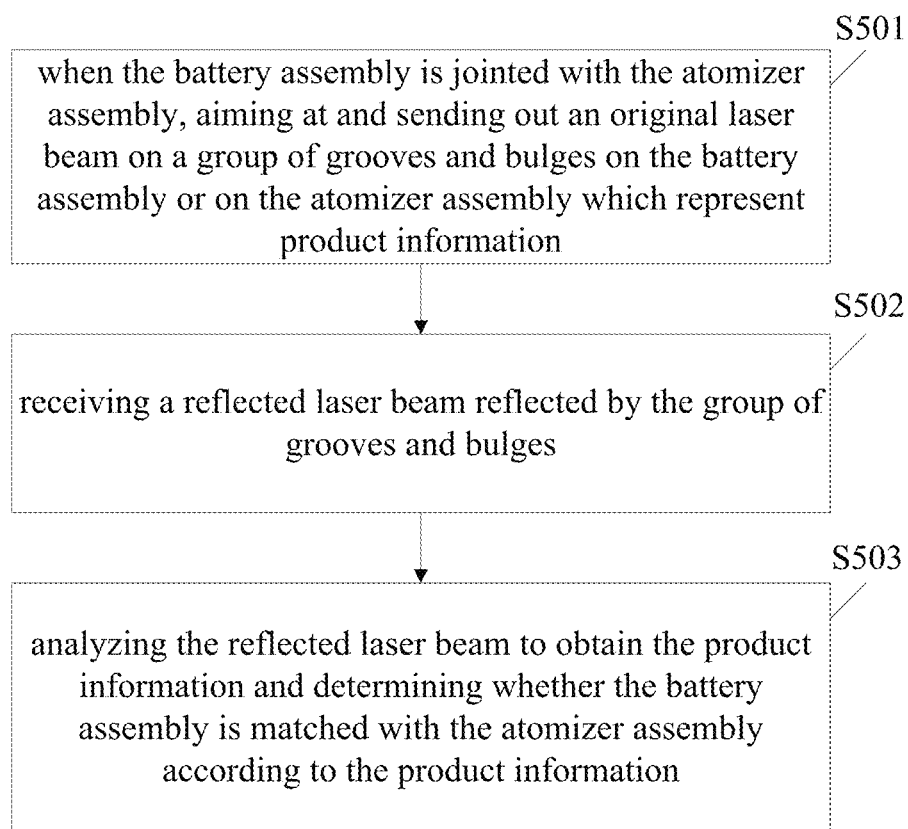 S501
when the battery assembly is jointed with the atomizer
assembly, aiming at and sending out an original laser
beam on a group of grooves and bulges on the battery
assembly or on the atomizer assembly which represent
product information
S502
receiving a reflected laser beam reflected by the group of
grooves and bulges
S503
analyzing the reflected laser beam to obtain the product
information and determining whether the battery
assembly is matched with the atomizer assembly
according to the product information